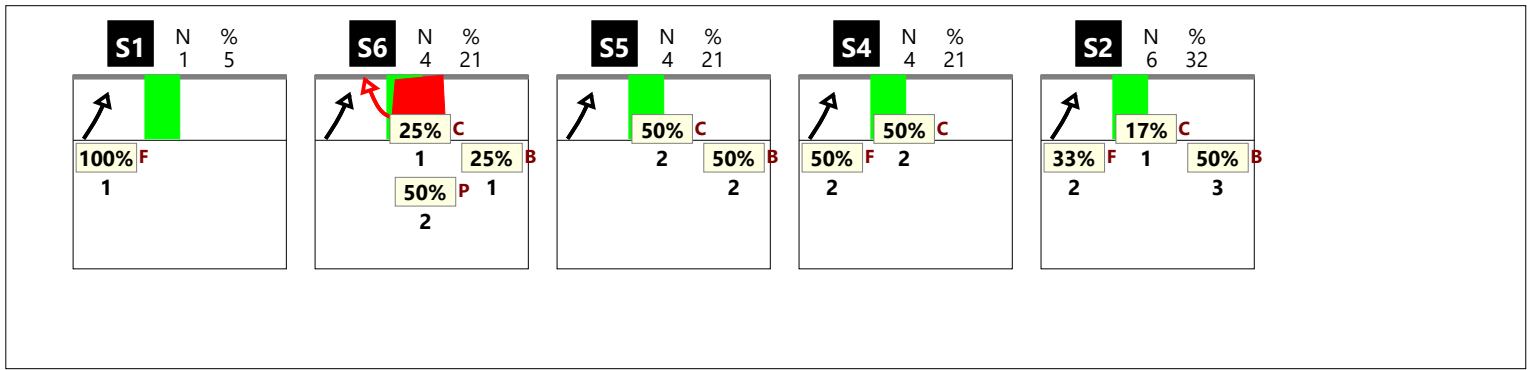 S1 N % 1 5
S6 N % 4 21
S5 N % 4 21
S4 N % 4 21
S2 N % 6 32
100% F
1
25% C
1
25% B
1
50% P
2
50% C
2
50% B
2
50% F
2
50% C
2
33% F
2
17% C
1
50% B
3